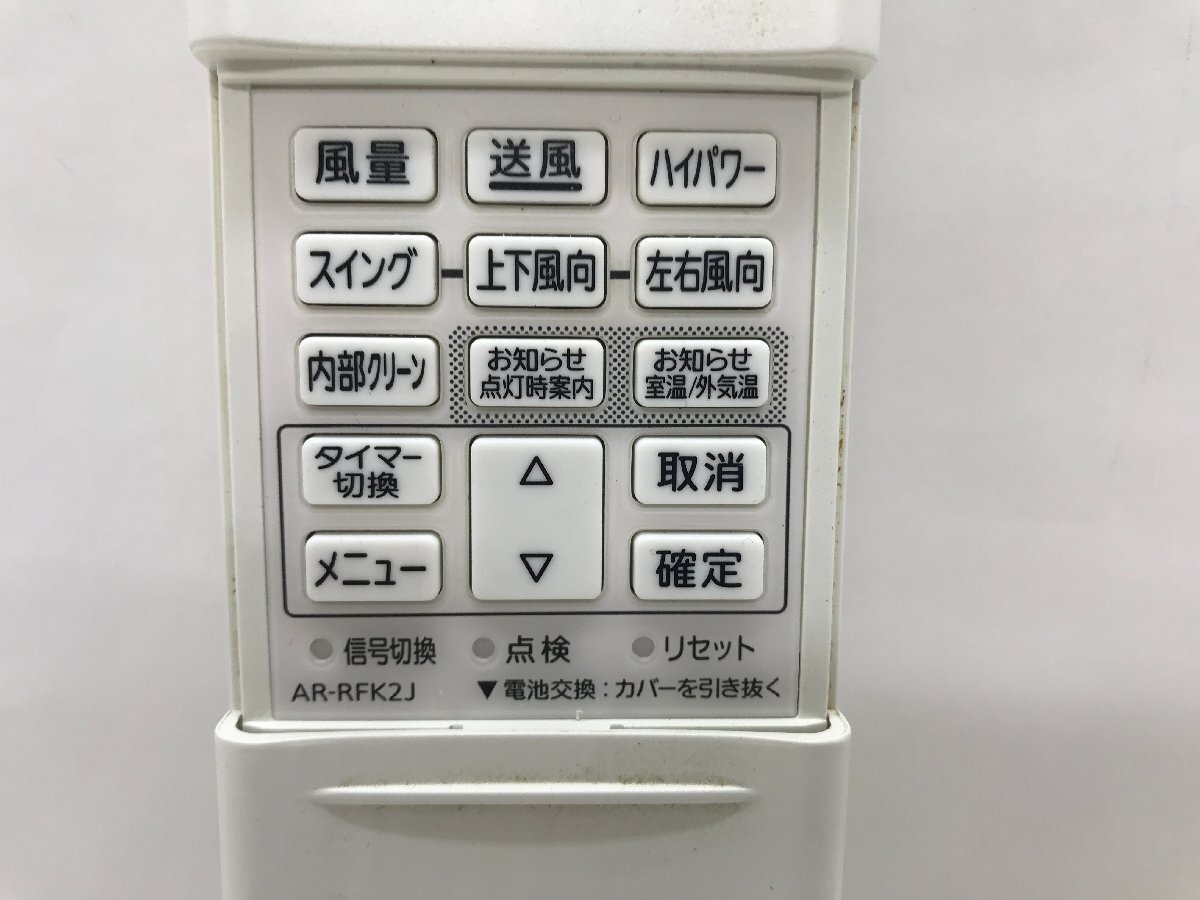 風量
送風
ハイパワー
スイング
上下風向
左右風向
内部クリーン
お知らせ
点灯時案内
お知らせ
室温/外気温
タイマー
切換
△
取消
メニュー
▽
確定
信号切換
点検
リセット
AR-RFK2J
▼電池交換：カバーを引き抜く